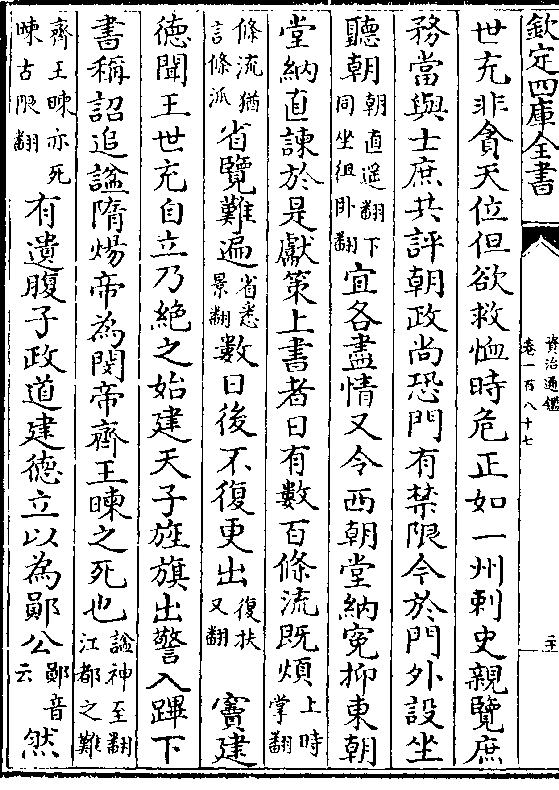 欽定四庫全書
資治通鑑
卷一百八十七
世充非貪天位但欲救恤時危正如一州刺史親覽庶
務當與士庶共評朝政尚恐門有禁限今於門外設坐
聽朝朝直遥翻下同坐徂卧翻宜各盡情又令西朝堂納寃抑東朝
堂納直諫於是獻策上書者日有數百條流既煩上時掌翻
條流猶言條派省覽難遍省悉景翻數日後不復更出復扶又翻 竇建
德聞王世充自立乃絶之始建天子旌旗出警入蹕下
書稱詔追諡隋煬帝為閔帝齊王暕之死也諡神至翻江都之難
齊王暕亦死暕古限翻有遺腹子政道建德立以為鄖公鄖音云然